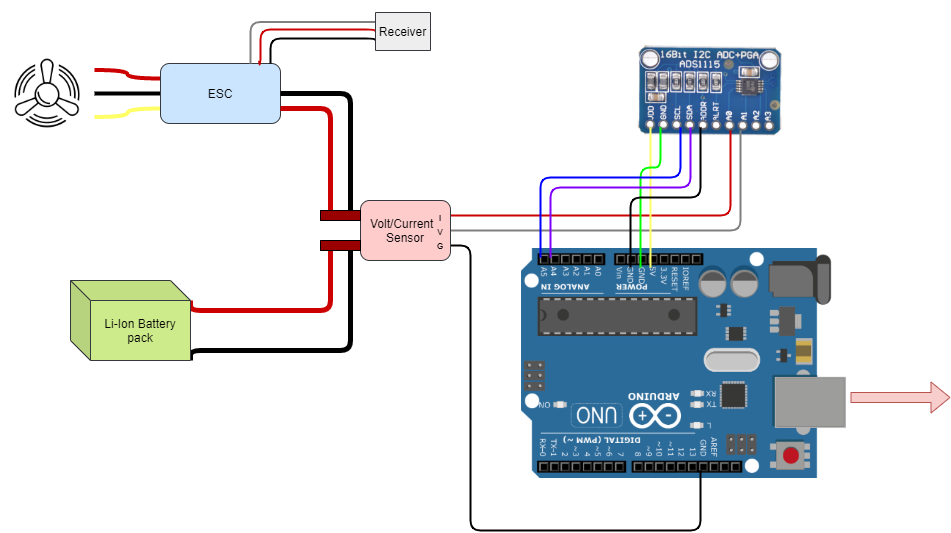 Receiver
ESC
16Bit I2C ADC+PGA
ADS1115
VDD GND SCL SDA ADDR ALRT A0 A1 A2 A3
Volt/Current
Sensor
I
V
G
Li-Ion Battery
pack
A5 A4 A3 A2 A1 A0 Vin GND GND 5V 3.3V RESET IOREF
ANALOG IN POWER
ON
UNO
ARDUINO
RX
TX
L
DIGITAL (PWM ~)
RX-0 TX-1 2 ~3 4 ~5 ~6 7 8 ~9 ~10 ~11 12 13 GND AREF